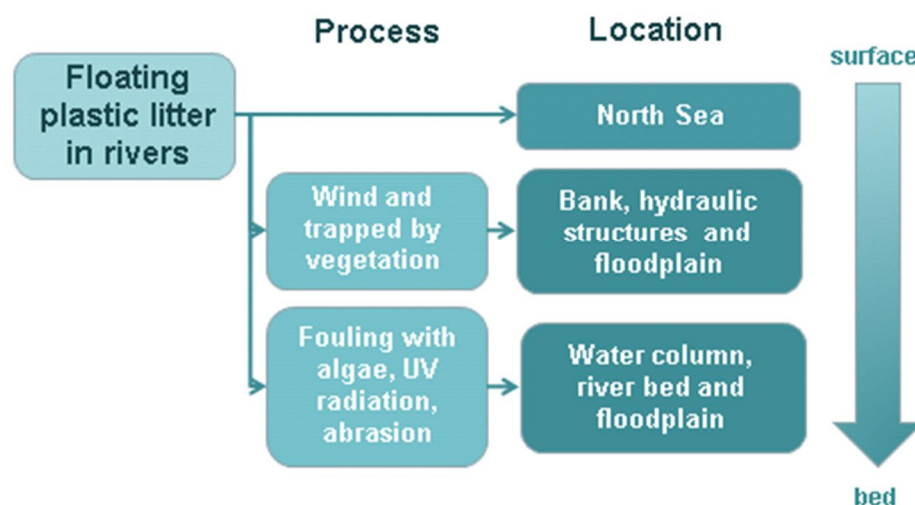 Process
Location
surface
Floating
plastic litter
in rivers
North Sea
Wind and
trapped by
vegetation
Bank, hydraulic
structures and
floodplain
Fouling with
algae, UV
radiation,
abrasion
Water column,
river bed and
floodplain
bed